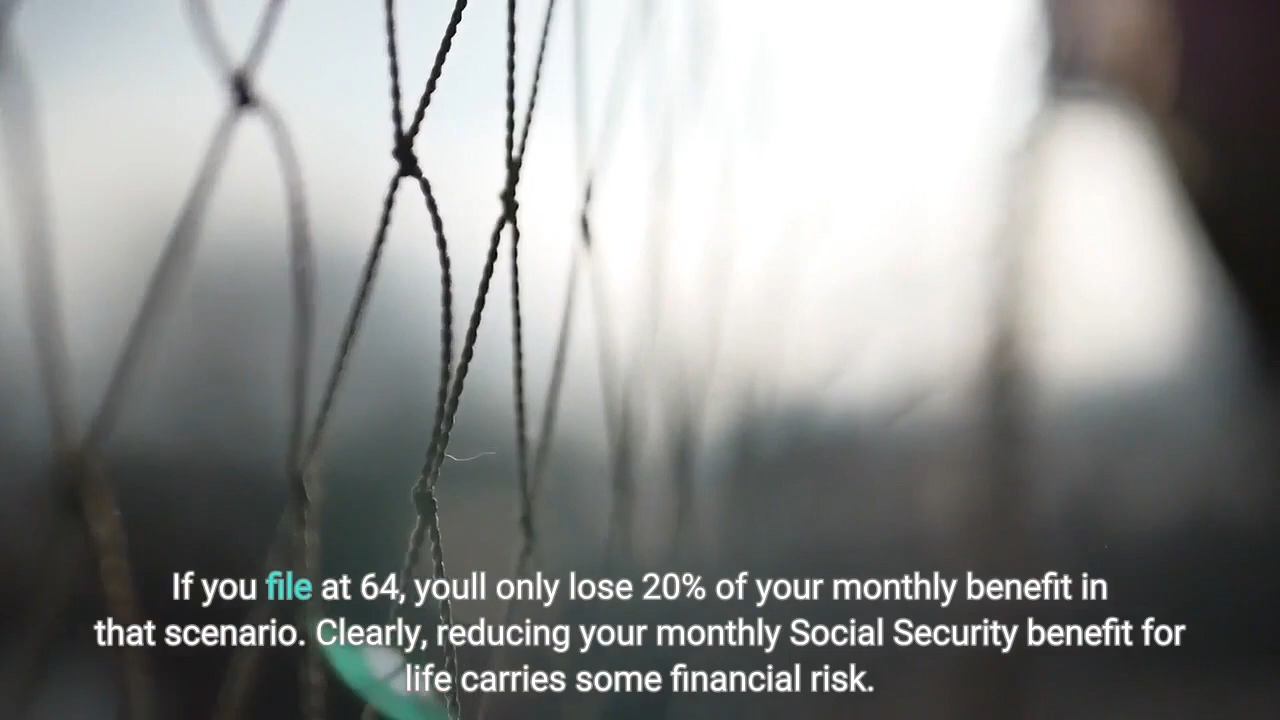 If you file at 64, youll only lose 20% of your monthly benefit in
that scenario. Clearly, reducing your monthly Social Security benefit for
life carries some financial risk.